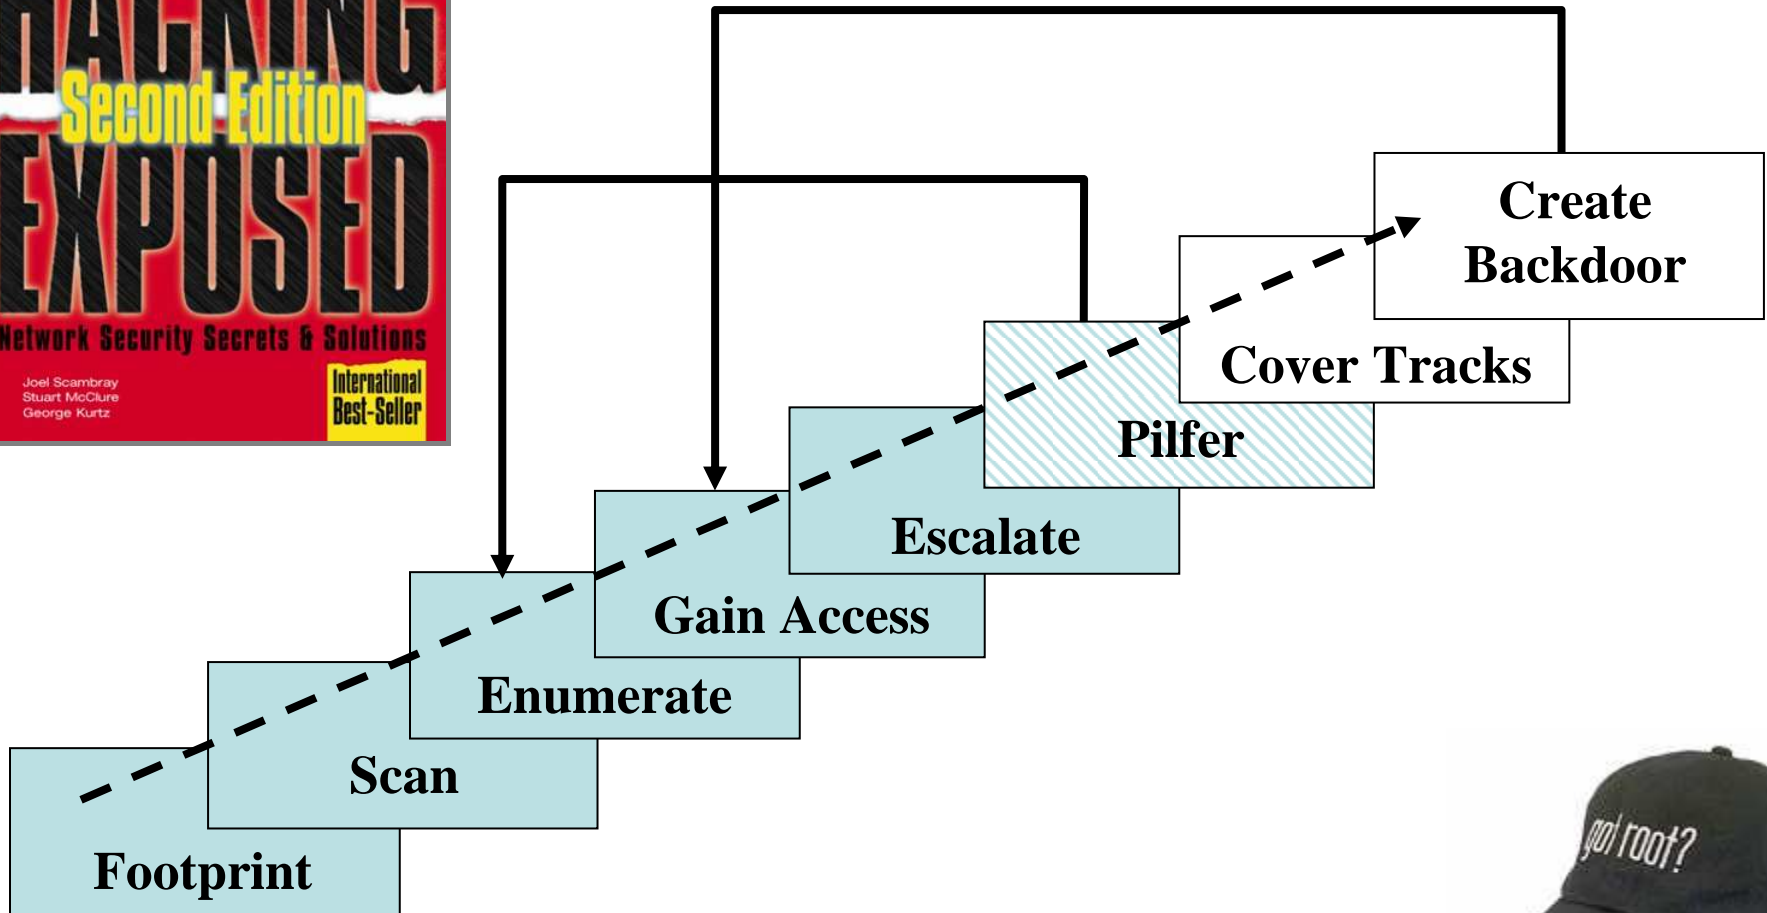 HACKING
Second Edition
EXPOSED
Network Security Secrets & Solutions
Joel Scambray
Stuart McClure
George Kurtz
International
Best-Seller
Create
Backdoor
Cover Tracks
Pilfer
Escalate
Gain Access
Enumerate
Scan
Footprint
got root?